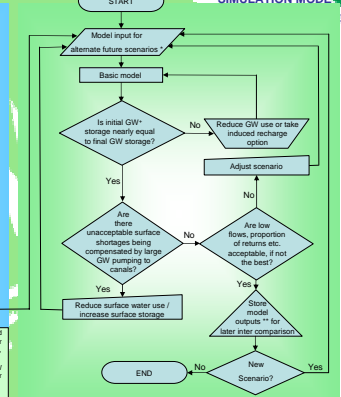 SIMULATION MODE
START
Model input for
alternate future scenarios *
Basic model
Is initial GW+
storage nearly equal
to final GW storage?
No
Reduce GW use or take
induced recharge
option
Adjust scenario
Yes
No
Are
there
unacceptable surface
shortages being
compensated by large
GW pumping to
canals?
No
Are low
flows, proportion
of returns etc.
acceptable, if not
the best?
Yes
Yes
Reduce surface water use /
increase surface storage
Store
model
outputs ** for
later inter comparison
END
No
New
Scenario?
Yes